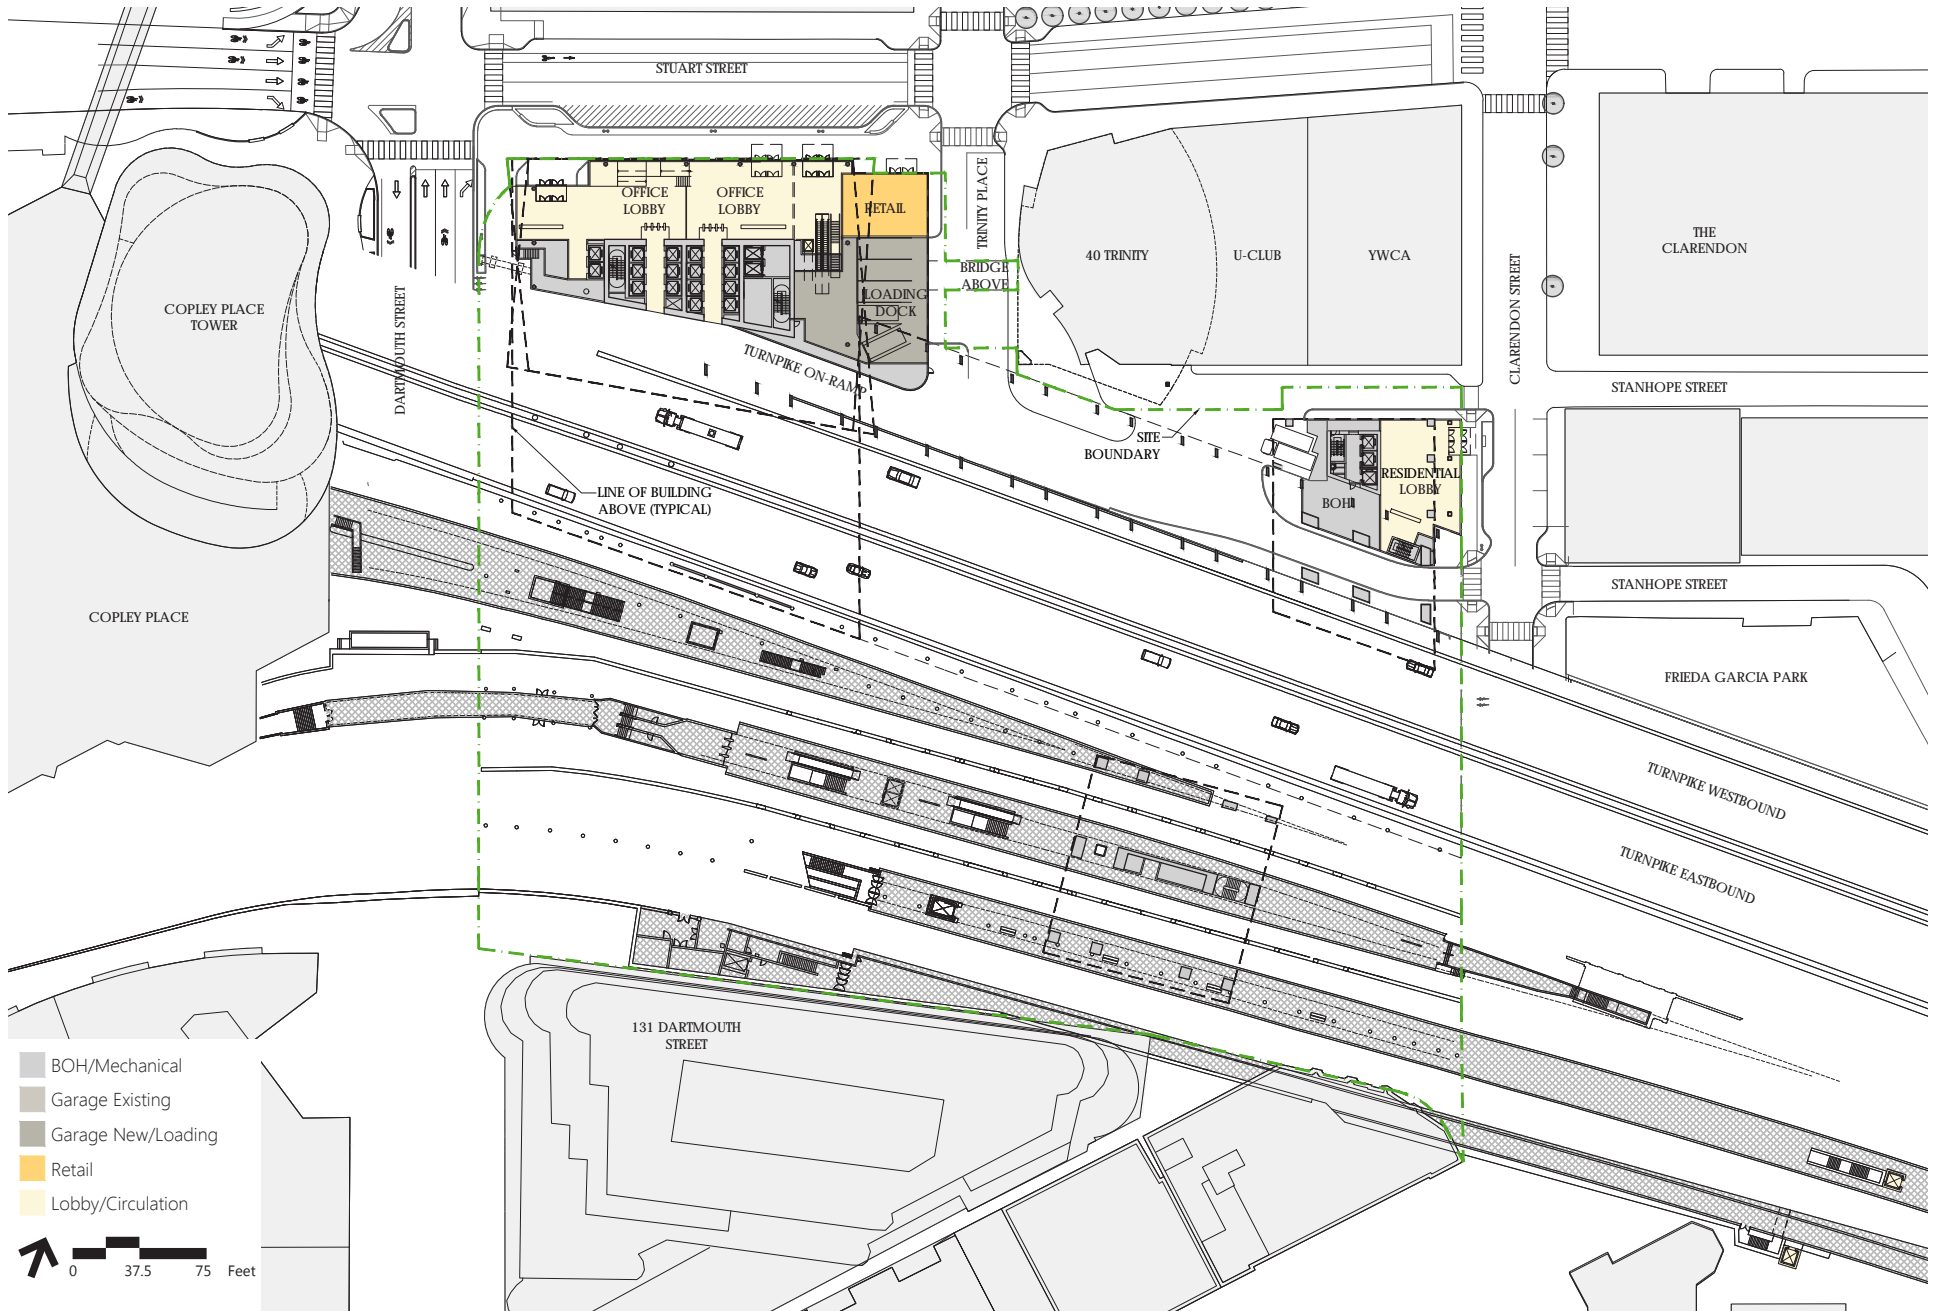 STUART STREET
OFFICE
LOBBY
OFFICE
LOBBY
RETAIL
TRINITY PLACE
BRIDGE
ABOVE
LOADING
DOCK
40 TRINITY
U-CLUB
YWCA
CLARENDON STREET
THE
CLARENDON
COPLEY PLACE
TOWER
DARTMOUTH STREET
TURNPIKE ON-RAMP
STANHOPE STREET
SITE
BOUNDARY
LINE OF BUILDING
ABOVE (TYPICAL)
RESIDENTIAL
LOBBY
BOH
STANHOPE STREET
COPLEY PLACE
FRIEDA GARCIA PARK
TURNPIKE WESTBOUND
TURNPIKE EASTBOUND
131 DARTMOUTH
STREET
BOH/Mechanical
Garage Existing
Garage New/Loading
Retail
Lobby/Circulation
0 37.5 75 Feet